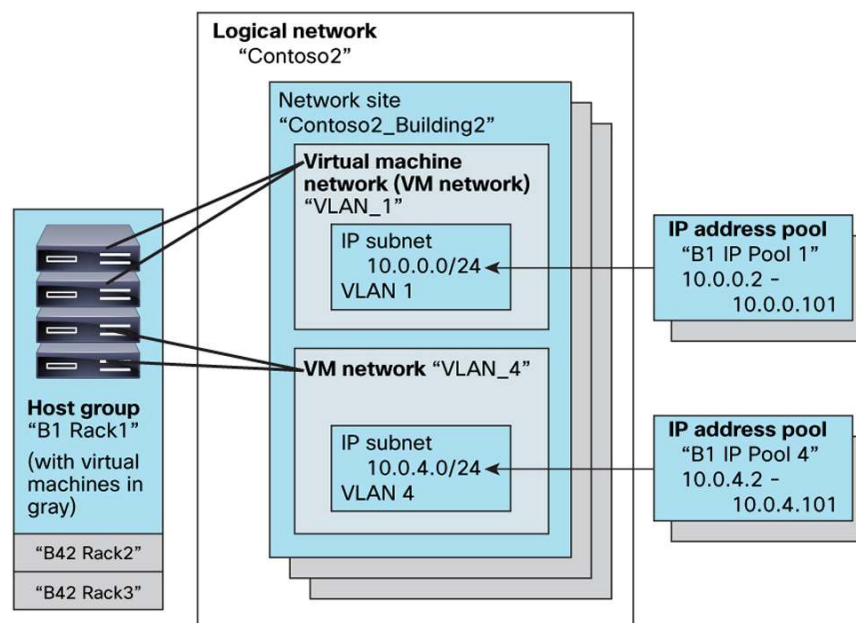 Logical network
“Contoso2”
Network site
“Contoso2_Building2”
Virtual machine
network (VM network)
“VLAN_1”
IP subnet
10.0.0.0/24
VLAN 1
VM network “VLAN_4”
IP subnet
10.0.4.0/24
VLAN 4
Host group
“B1 Rack1”
(with virtual
machines in
gray)
“B42 Rack2”
“B42 Rack3”
IP address pool
“B1 IP Pool 1”
10.0.0.2 –
10.0.0.101
IP address pool
“B1 IP Pool 4”
10.0.4.2 –
10.0.4.101